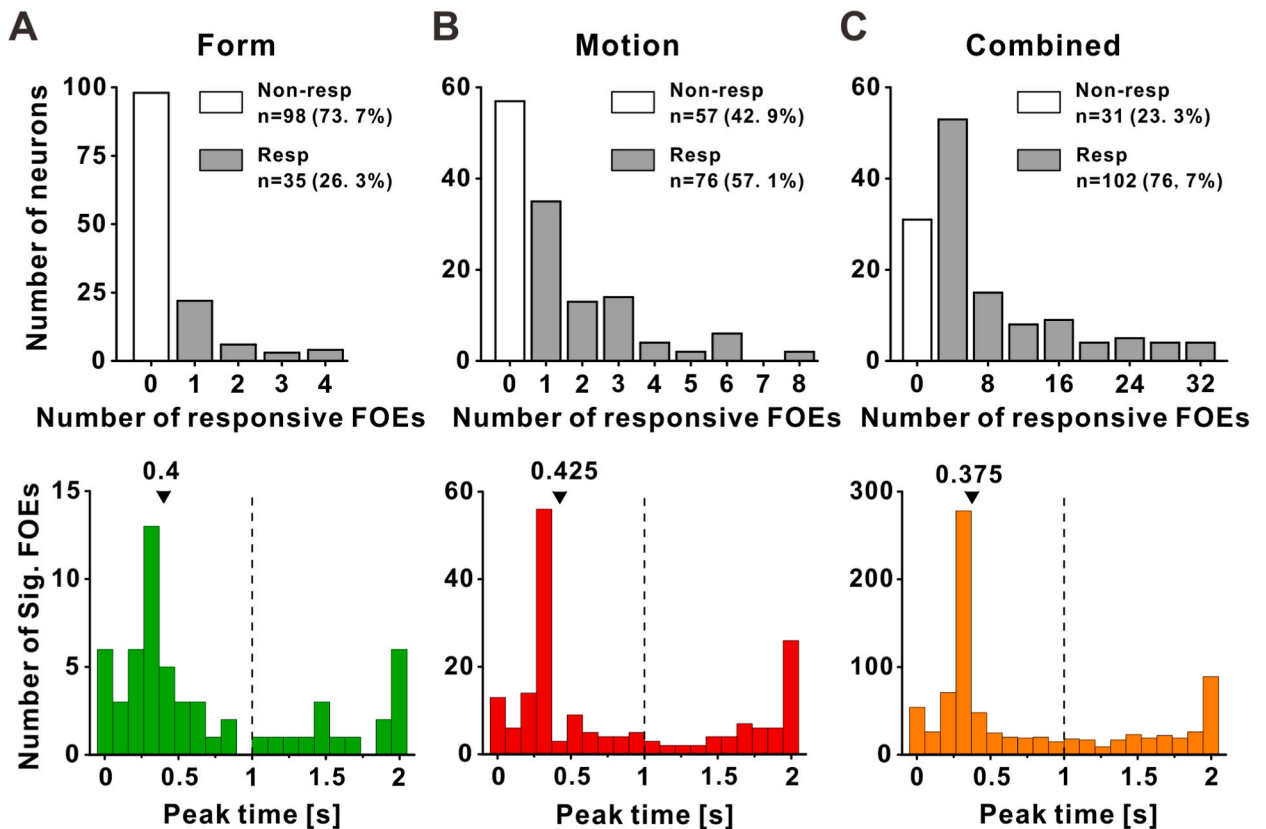 A
Form
100
75
50
25
0
Number of neurons
Non-resp
n=98 (73. 7%)
Resp
n=35 (26. 3%)
0 1 2 3 4
Number of responsive FOEs
B
Motion
60
40
20
0
Non-resp
n=57 (42. 9%)
Resp
n=76 (57. 1%)
0 1 2 3 4 5 6 7 8
Number of responsive FOEs
C
Combined
60
40
20
0
Non-resp
n=31 (23. 3%)
Resp
n=102 (76, 7%)
0 8 16 24 32
Number of responsive FOEs
0.4
15
10
5
0
Number of Sig. FOEs
0 0.5 1 1.5 2
Peak time [s]
0.425
60
40
20
0
0 0.5 1 1.5 2
Peak time [s]
0.375
300
200
100
0
0 0.5 1 1.5 2
Peak time [s]